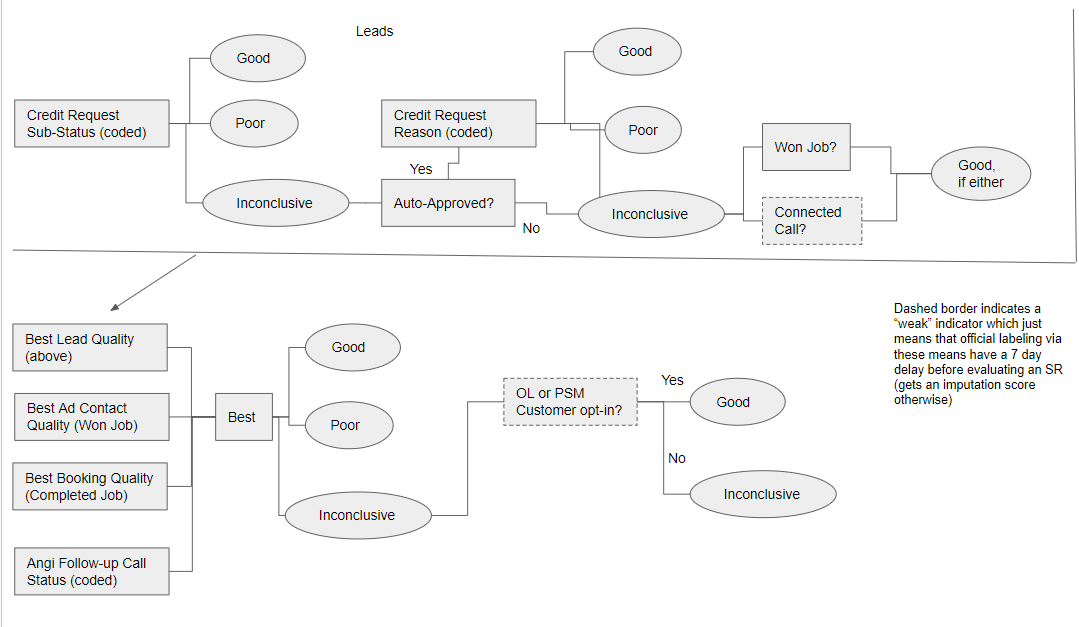 Leads
Good
Credit Request
Sub-Status (coded)
Poor
Inconclusive
Credit Request
Reason (coded)
Yes
Auto-Approved?
No
Good
Poor
Inconclusive
Won Job?
Connected
Call?
Good,
if either
Best Lead Quality
(above)
Best Ad Contact
Quality (Won Job)
Best Booking Quality
(Completed Job)
Angi Follow-up Call
Status (coded)
Best
Good
Poor
Inconclusive
OL or PSM
Customer opt-in?
Yes
Good
No
Inconclusive
Dashed border indicates a
“weak” indicator which just
means that official labeling via
these means have a 7 day
delay before evaluating an SR
(gets an imputation score
otherwise)